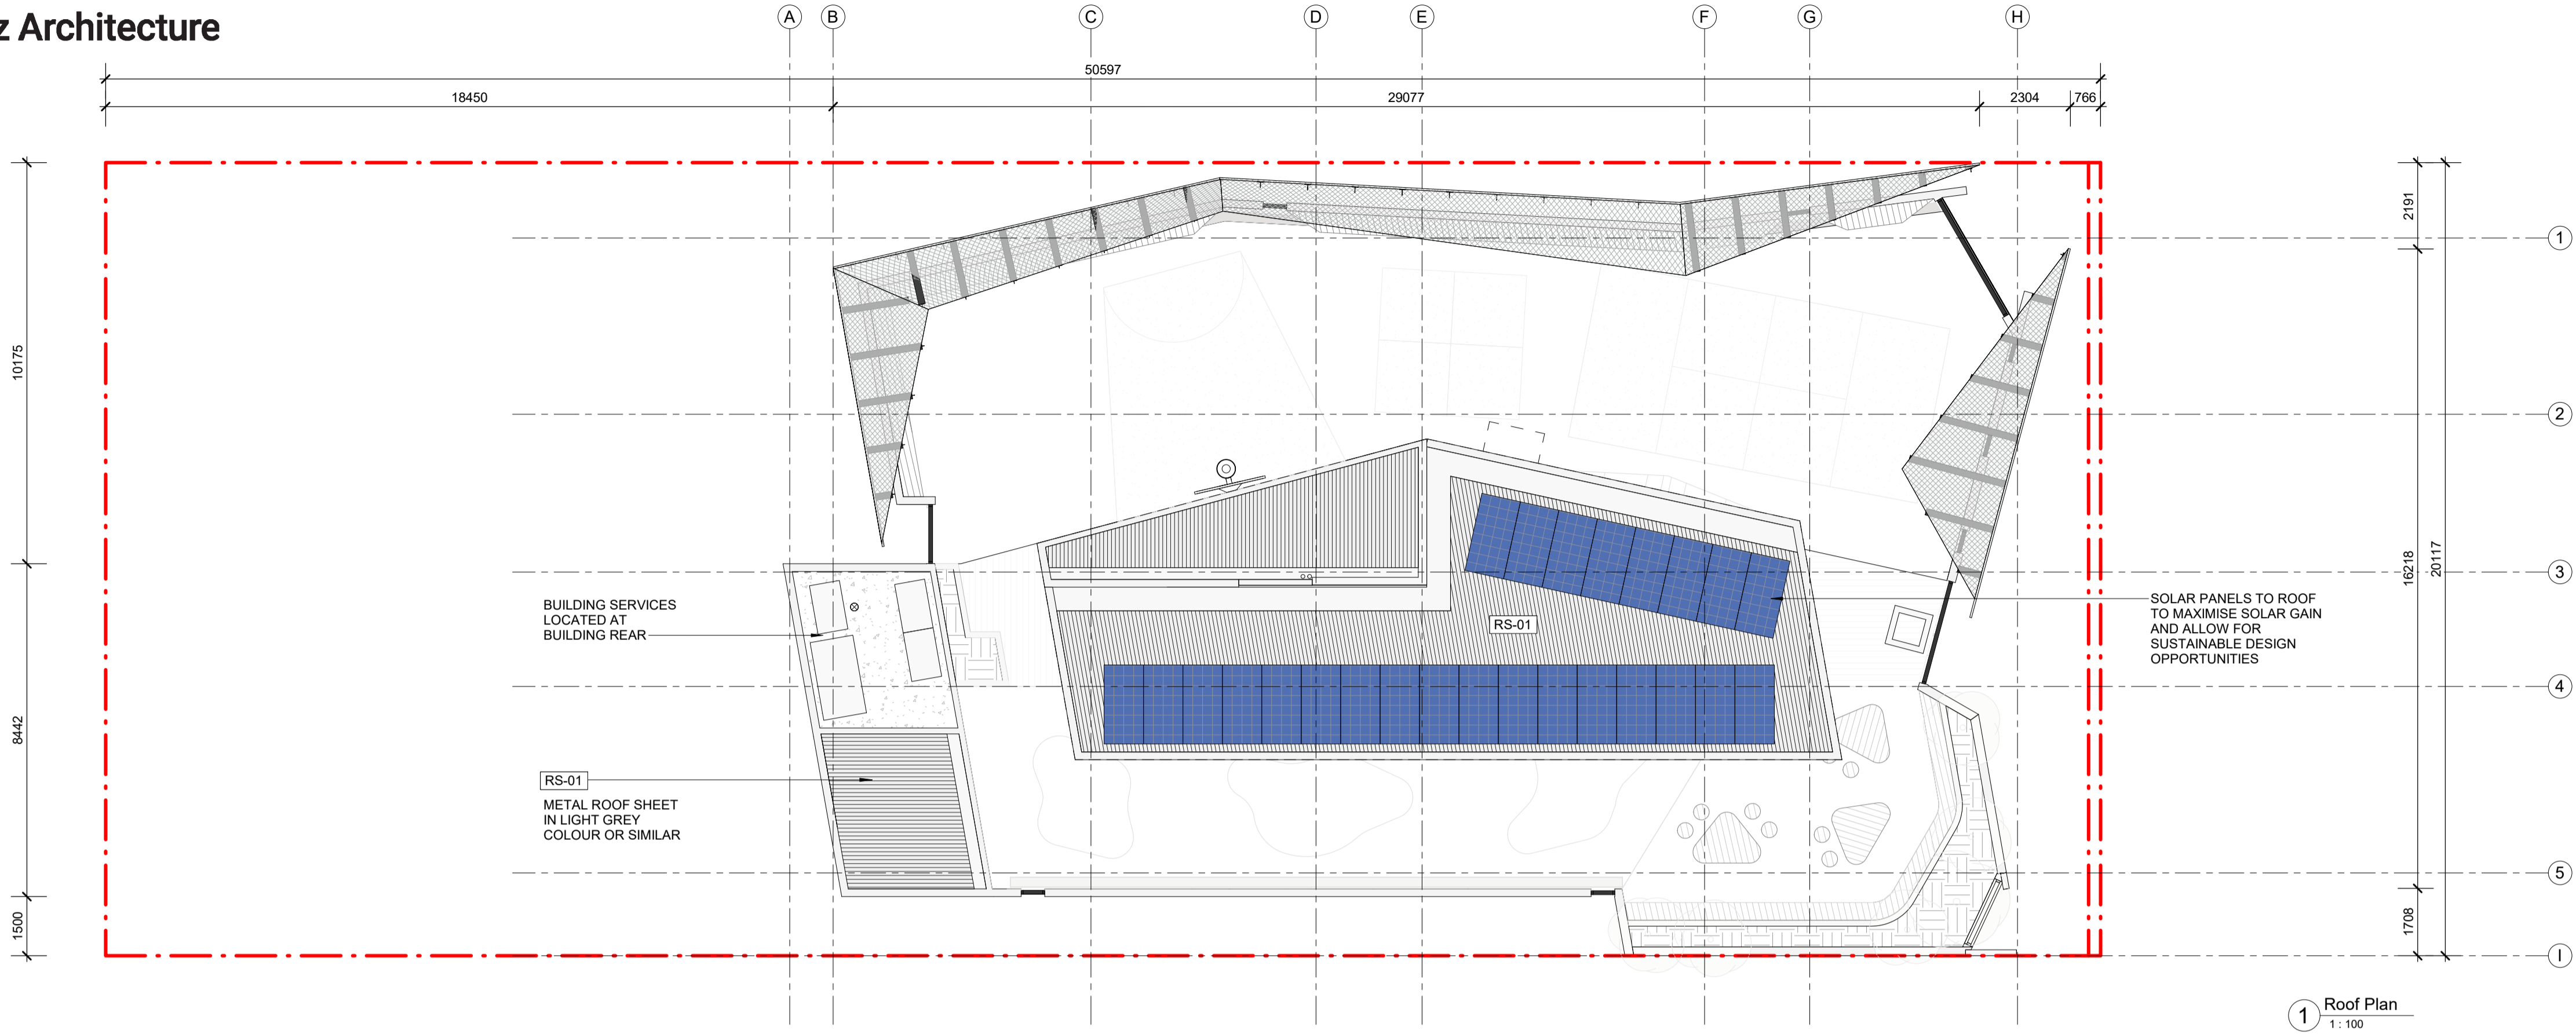 z Architecture
A
B
C
D
E
F
G
H
50597
18450
29077
2304
766
10175
8442
1500
2191
16218
20117
1708
1
2
3
4
5
I
BUILDING SERVICES
LOCATED AT
BUILDING REAR
RS-01
METAL ROOF SHEET
IN LIGHT GREY
COLOUR OR SIMILAR
RS-01
SOLAR PANELS TO ROOF
TO MAXIMISE SOLAR GAIN
AND ALLOW FOR
SUSTAINABLE DESIGN
OPPORTUNITIES
1
Roof Plan
1 : 100